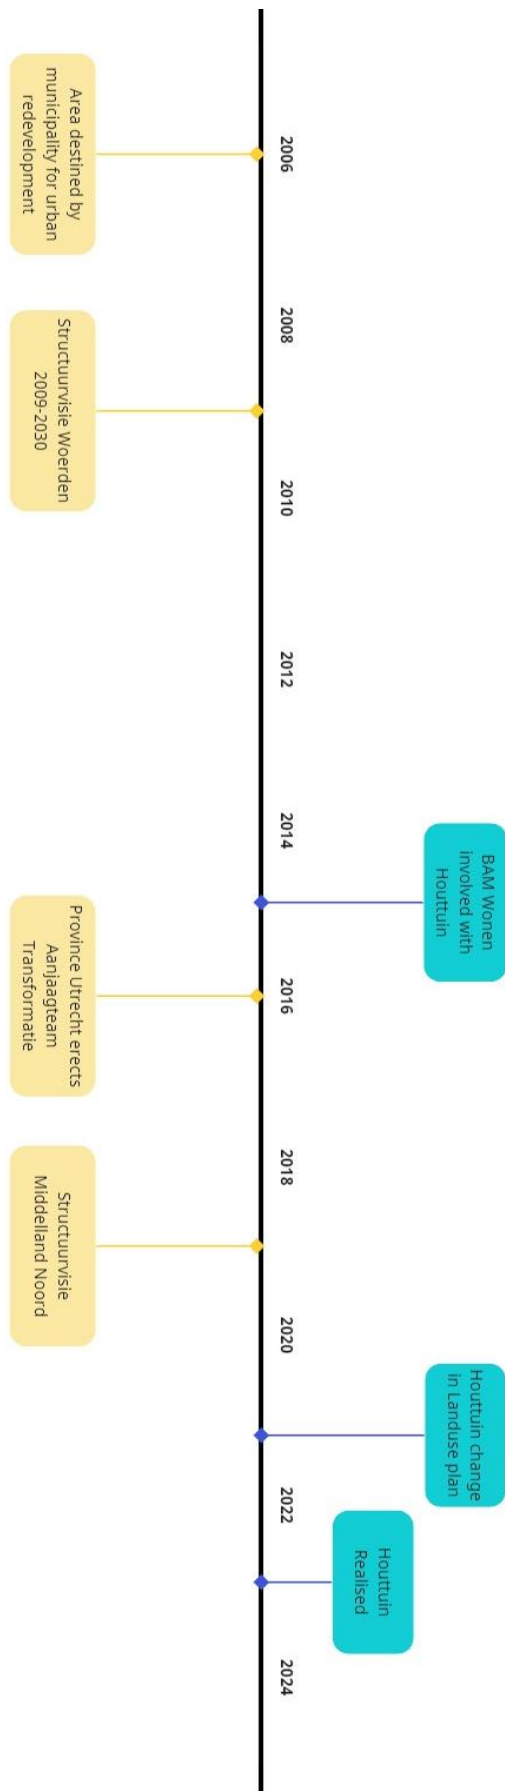 BAM Wonen
involved with
Houttuin
Houttuin change
in Landuse plan
Houttuin
Realised
2006
2008
2010
2012
2014
2016
2018
2020
2022
2024
Area destined by
municipality for urban
redevelopment
Structuurvisie Woerden
2009-2030
Province Utrecht erects
Aanjaagteam
Transformatie
Structuurvisie
Middelland Noord